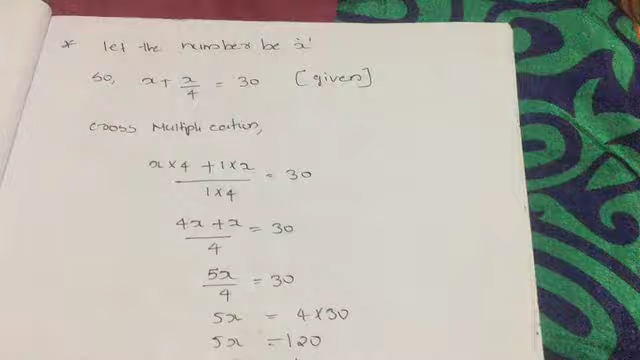 * let the number be 'x'
So, x + x/4 = 30 [given]
cross Multiplication,
x×4 + 1×x / 1×4 = 30
4x + x / 4 = 30
5x/4 = 30
5x = 4×30
5x = 120